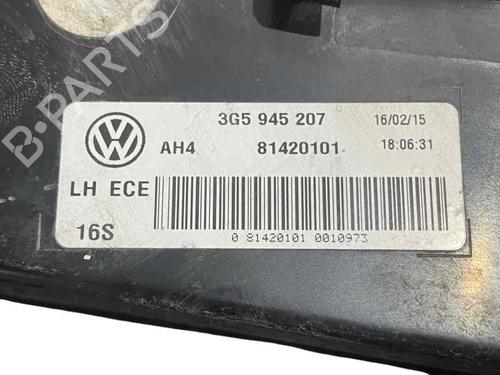 B-PARTS
3G5 945 207 16/02/15
AH4 81420101 18:06:31
LH ECE
16S
0 81420101 0010973